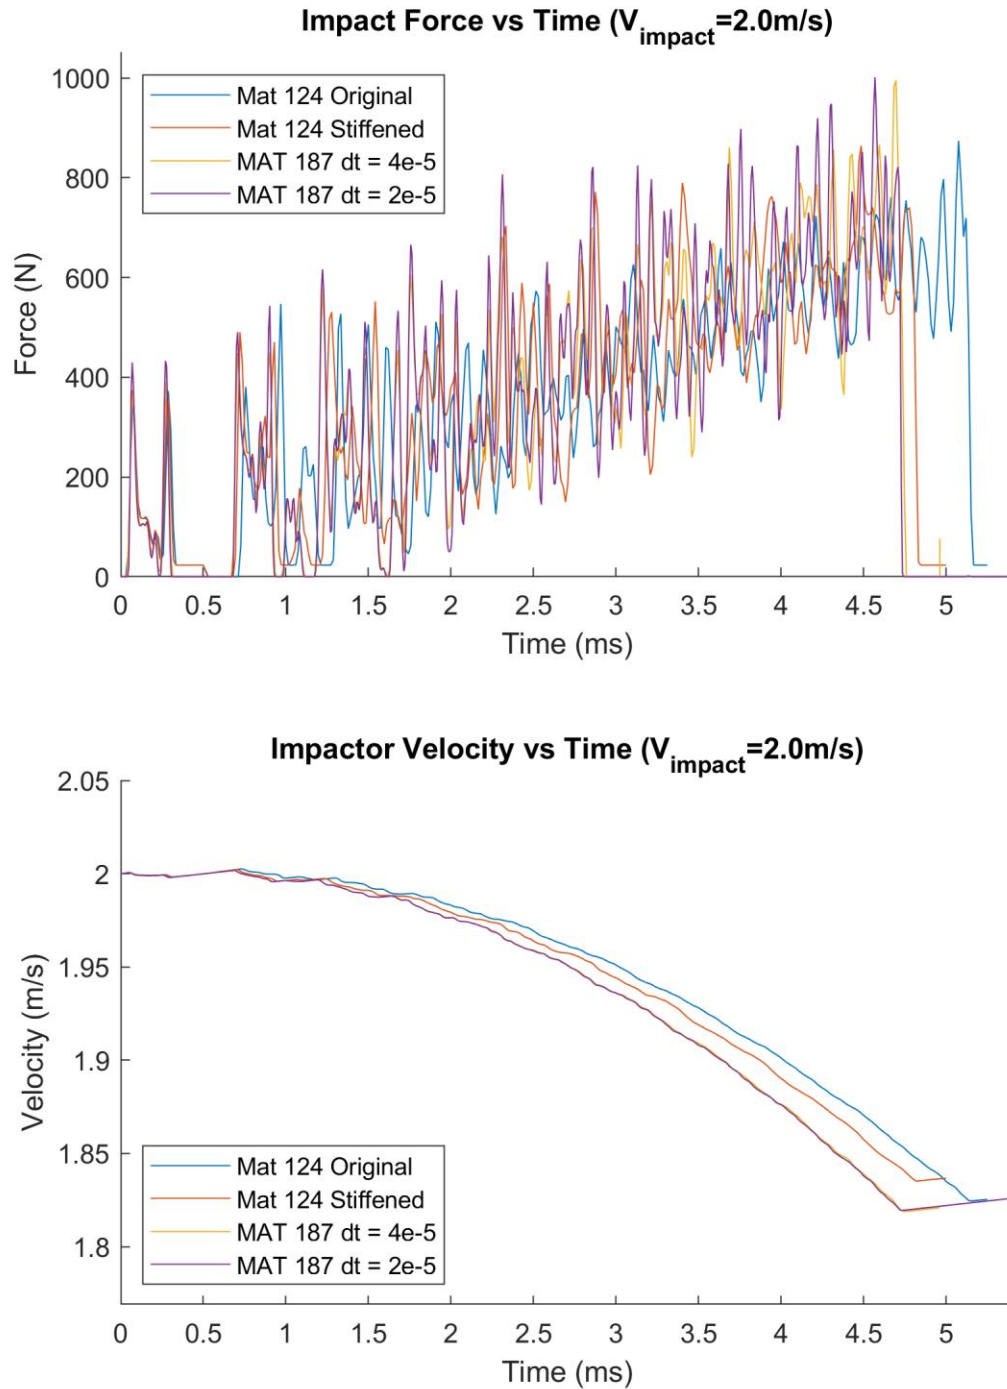 Impact Force vs Time (V_impact=2.0m/s)
Mat 124 Original
Mat 124 Stiffened
MAT 187 dt = 4e-5
MAT 187 dt = 2e-5
Force (N)
1000
800
600
400
200
0
0 0.5 1 1.5 2 2.5 3 3.5 4 4.5 5
Time (ms)
Impactor Velocity vs Time (V_impact=2.0m/s)
Velocity (m/s)
2.05
2
1.95
1.9
1.85
1.8
Mat 124 Original
Mat 124 Stiffened
MAT 187 dt = 4e-5
MAT 187 dt = 2e-5
0 0.5 1 1.5 2 2.5 3 3.5 4 4.5 5
Time (ms)